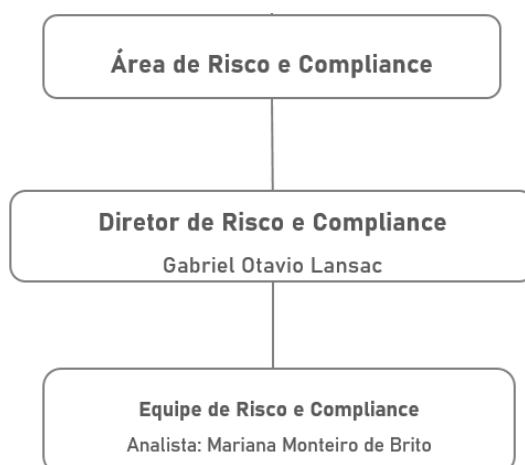 Área de Risco e Compliance
Diretor de Risco e Compliance
Gabriel Otavio Lansac
Equipe de Risco e Compliance
Analista: Mariana Monteiro de Brito